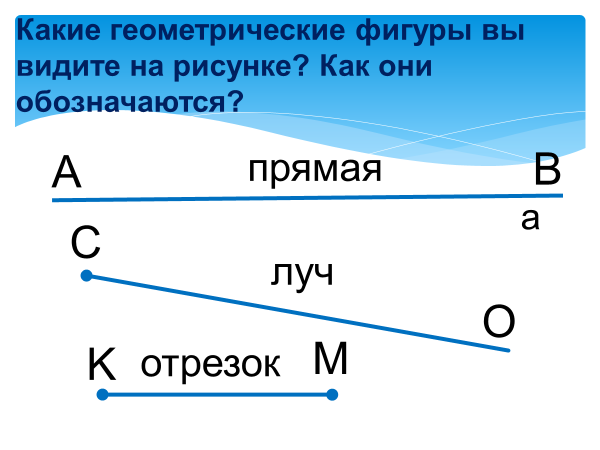 Какие геометрические фигуры вы
видите на рисунке? Как они
обозначаются?
А прямая В
а
С
луч
О
К отрезок М